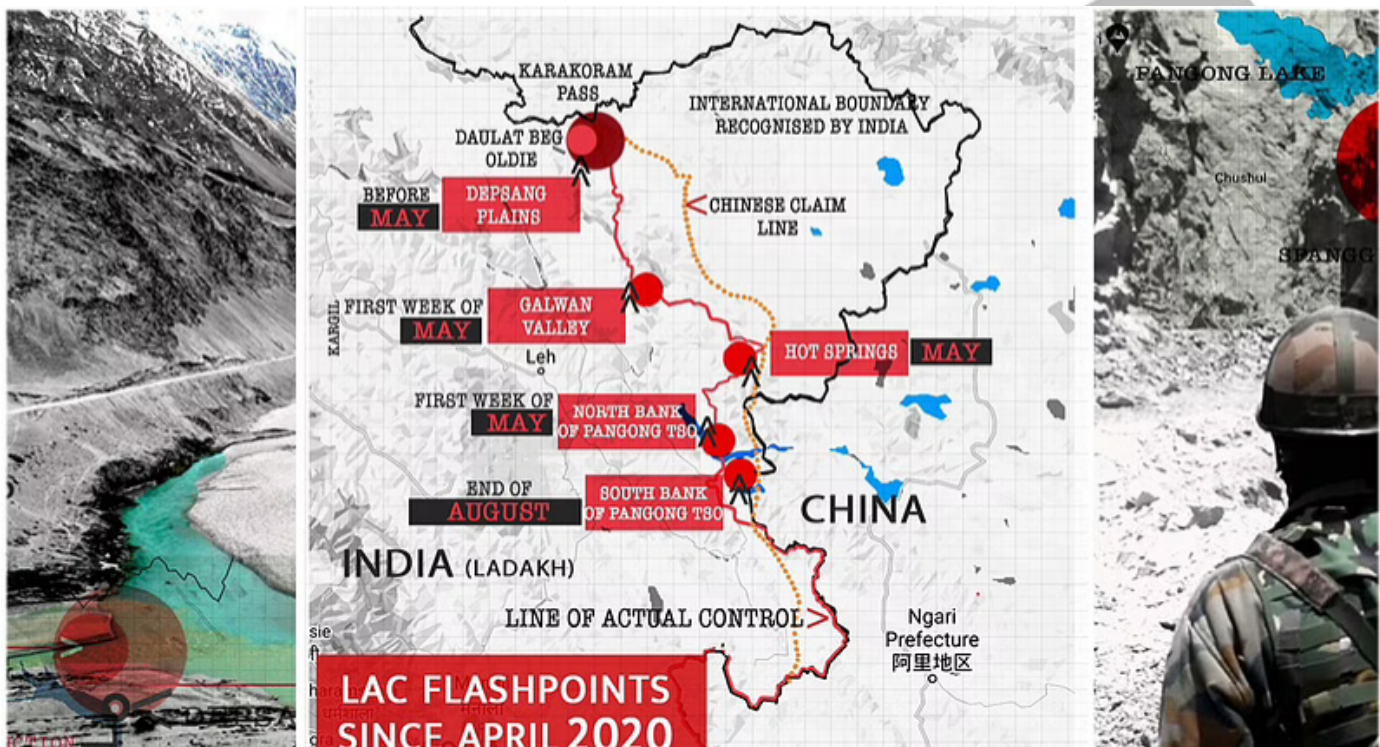 KARAKORAM
PASS
INTERNATIONAL BOUNDARY
RECOGNISED BY INDIA
DAULAT BEG
OLDIE
BEFORE
MAY
DEPSANG
PLAINS
CHINESE CLAIM
LINE
KARGIL
FIRST WEEK OF
MAY
GALWAN
VALLEY
Leh
HOT SPRINGS
MAY
FIRST WEEK OF
MAY
NORTH BANK
OF PANGONG TSO
END OF
AUGUST
SOUTH BANK
OF PANGONG TSO
CHINA
INDIA (LADAKH)
LINE OF ACTUAL CONTROL
Ngari
Prefecture
阿里地区
LAC FLASHPOINTS
SINCE APRIL 2020
PANGONG LAKE
Chushul
SPANGG